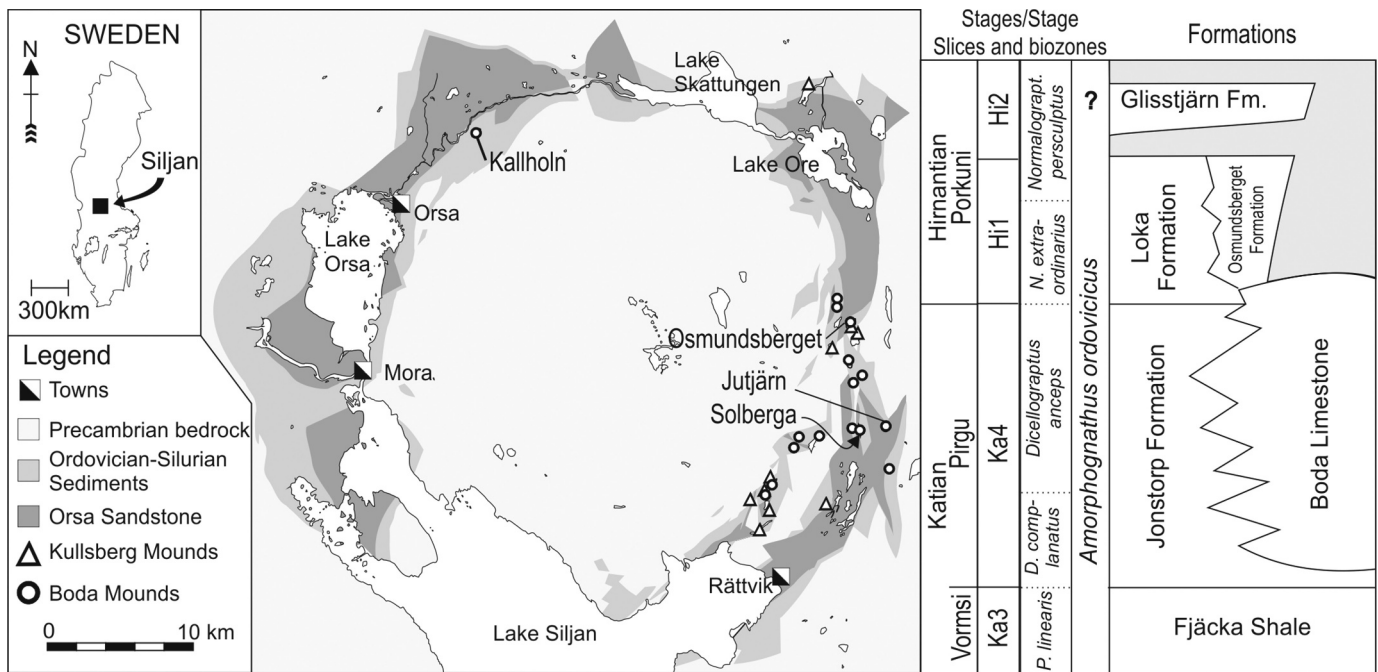 SWEDEN
N
Siljan
300km
Legend
Towns
Precambrian bedrock
Ordovician-Silurian
Sediments
Orsa Sandstone
Kullsberg Mounds
Boda Mounds
0 10 km
Lake
Skattungen
Kallholn
Lake Ore
Orsa
Lake
Orsa
Osmundsberget
Mora
Jutjärn
Solberga
Rättvik
Lake Siljan
Stages/Stage
Slices and biozones
Formations
Hirnantian
Porkuni
Hi2
Hi1
Normalograpt.
persculptus
N. extra-
ordinarius
Katian
Pirgu
Ka4
Dicellograptus
anceps
D. comp-
lanatus
Vormsi
Ka3
P. linearis
Amorphognathus ordovicicus
?
Glisstjärn Fm.
Loka
Formation
Osmundsberget
Formation
Jonstorp Formation
Boda Limestone
Fjäcka Shale